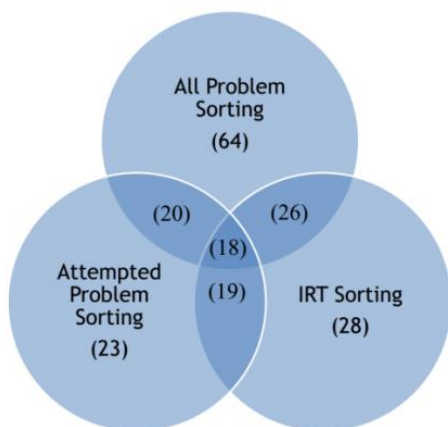 All Problem
Sorting
(64)
(20)
(26)
(18)
Attempted
Problem
Sorting
(23)
(19)
IRT Sorting
(28)